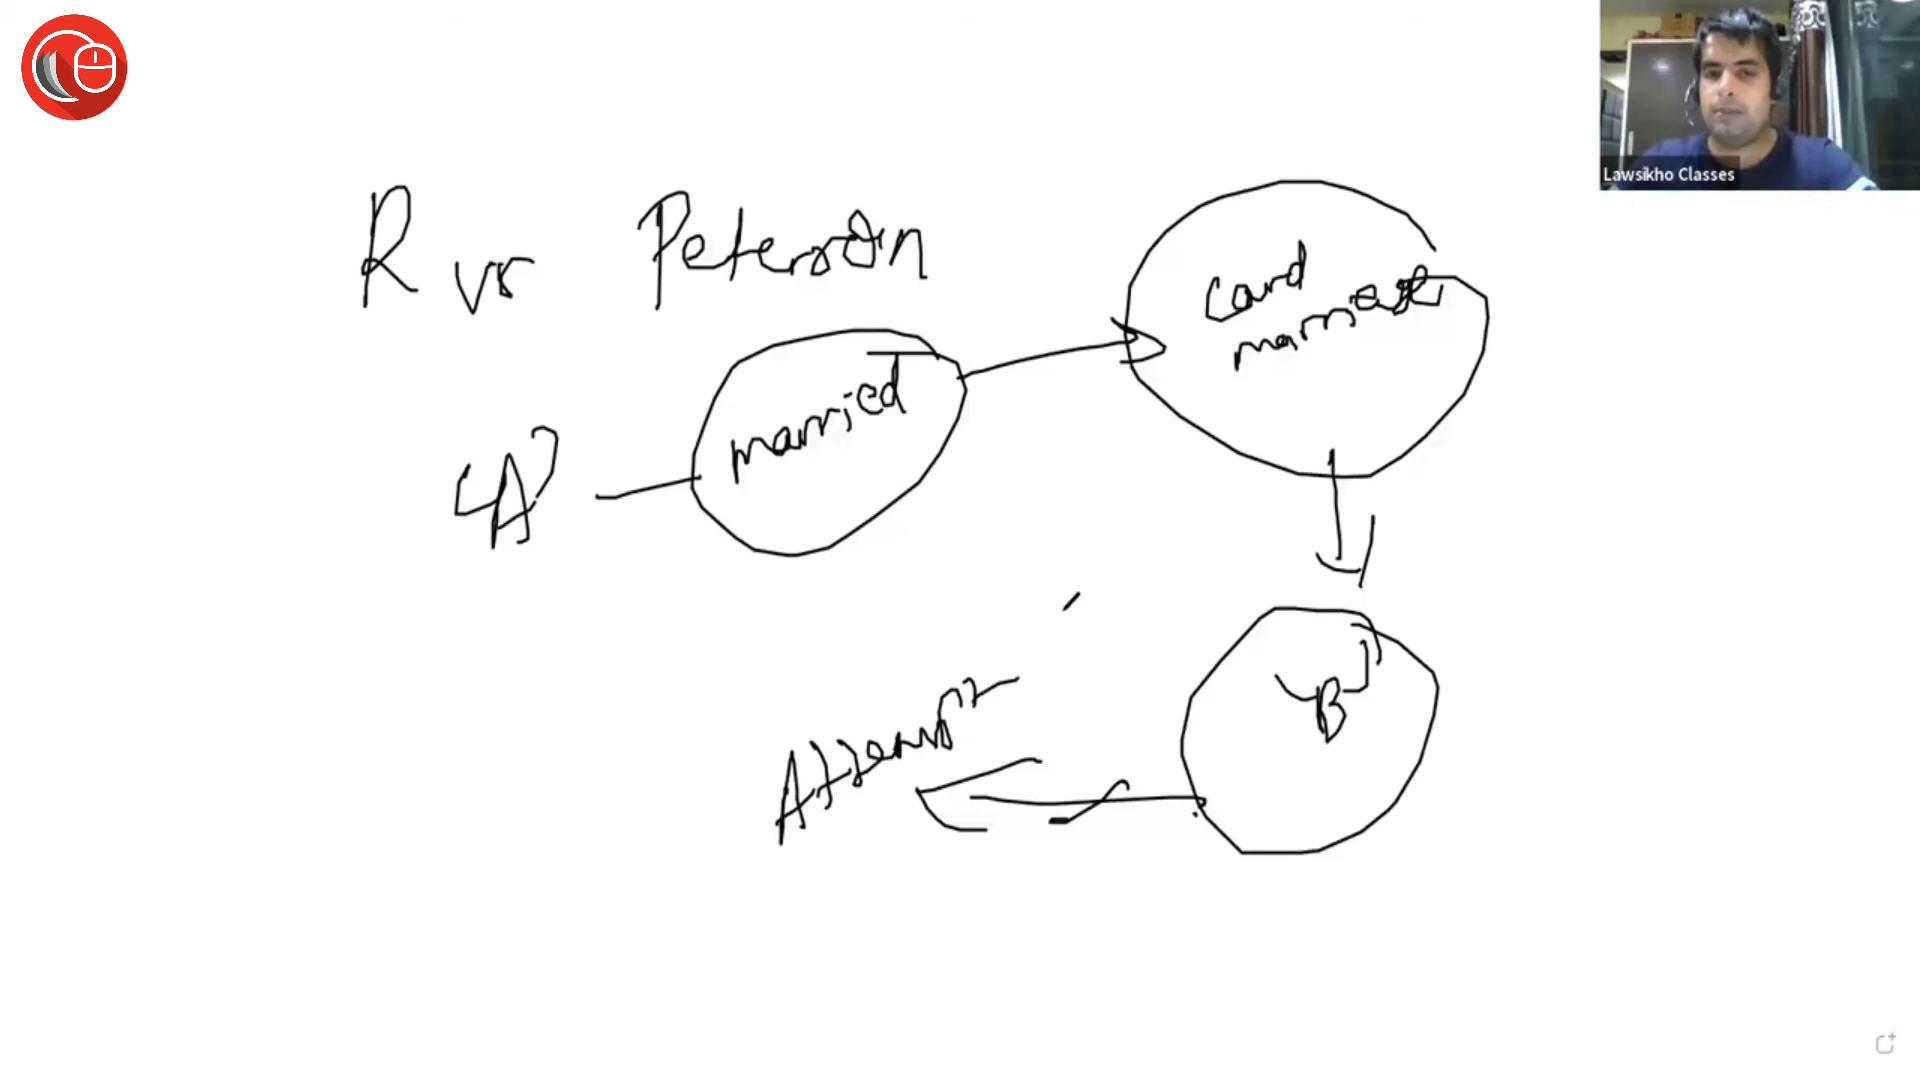 Lawsikho Classes
R vs Peterson
Card
marriage
married
"A"
"B"
Attempt